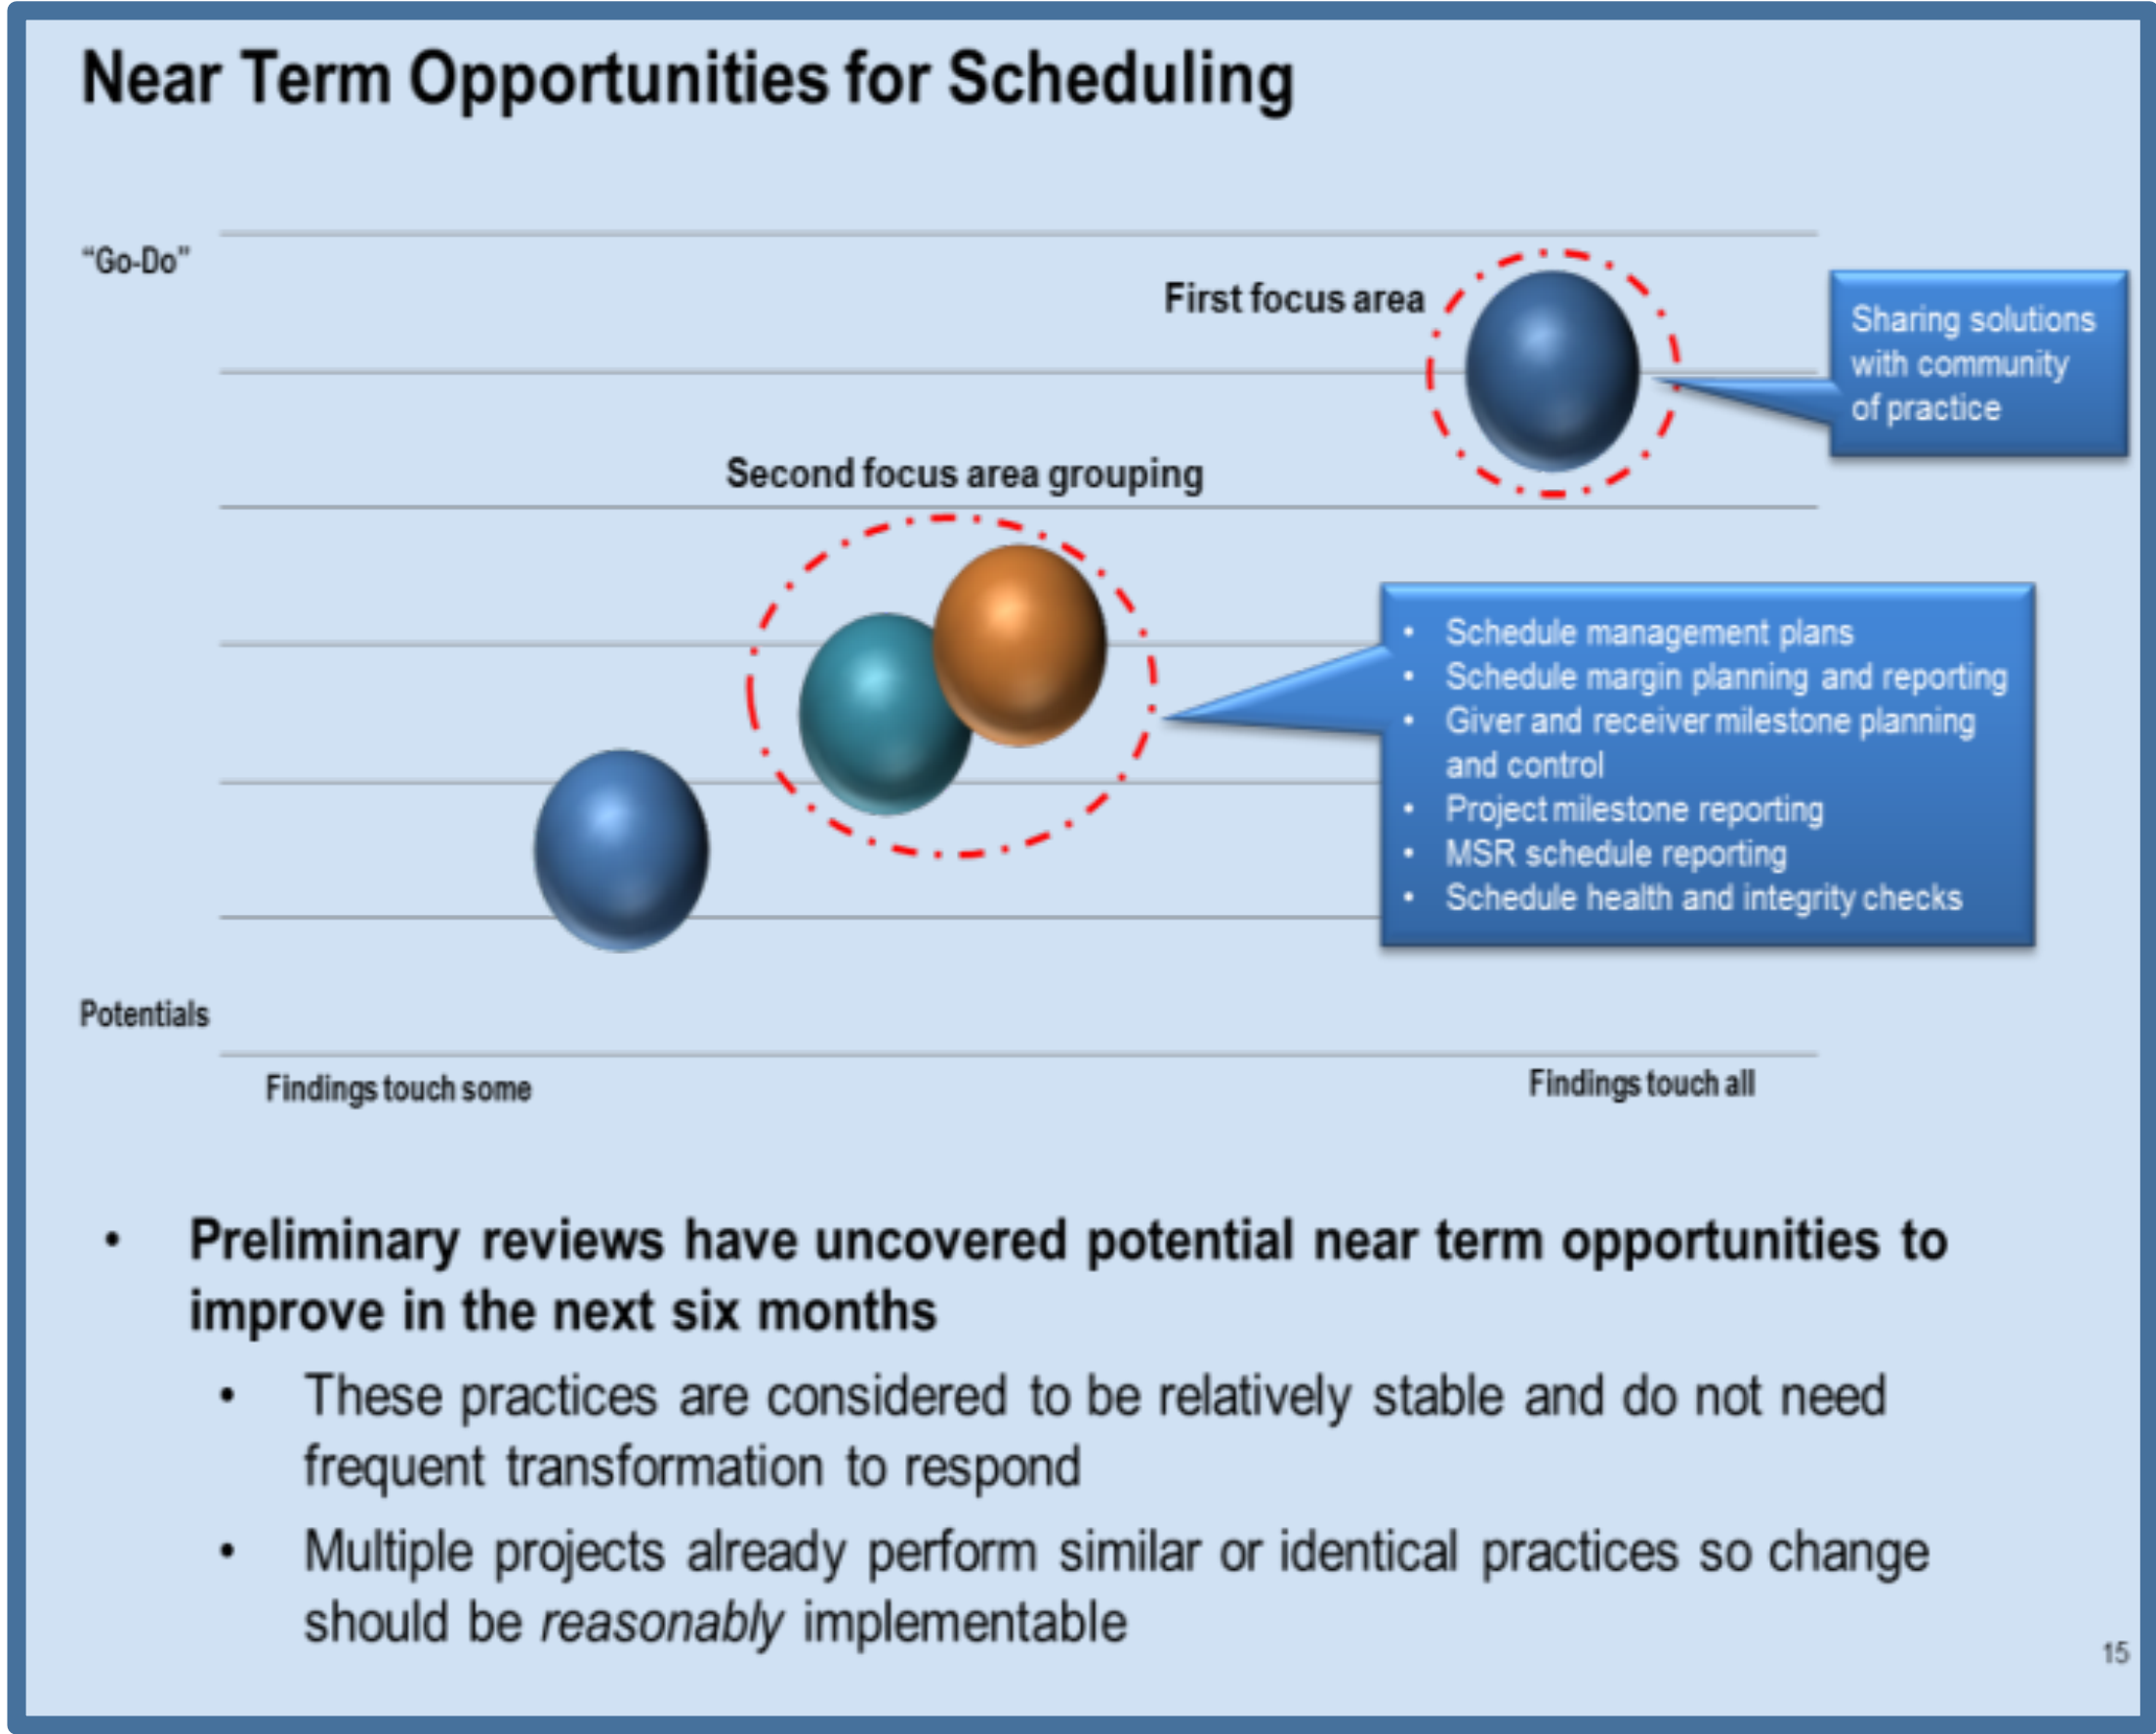 Near Term Opportunities for Scheduling
“Go-Do”
First focus area
Sharing solutions
with community
of practice
Second focus area grouping
• Schedule management plans
• Schedule margin planning and reporting
• Giver and receiver milestone planning
and control
• Project milestone reporting
• MSR schedule reporting
• Schedule health and integrity checks
Potentials
Findings touch some
Findings touch all
• Preliminary reviews have uncovered potential near term opportunities to
improve in the next six months
• These practices are considered to be relatively stable and do not need
frequent transformation to respond
• Multiple projects already perform similar or identical practices so change
should be reasonably implementable
15